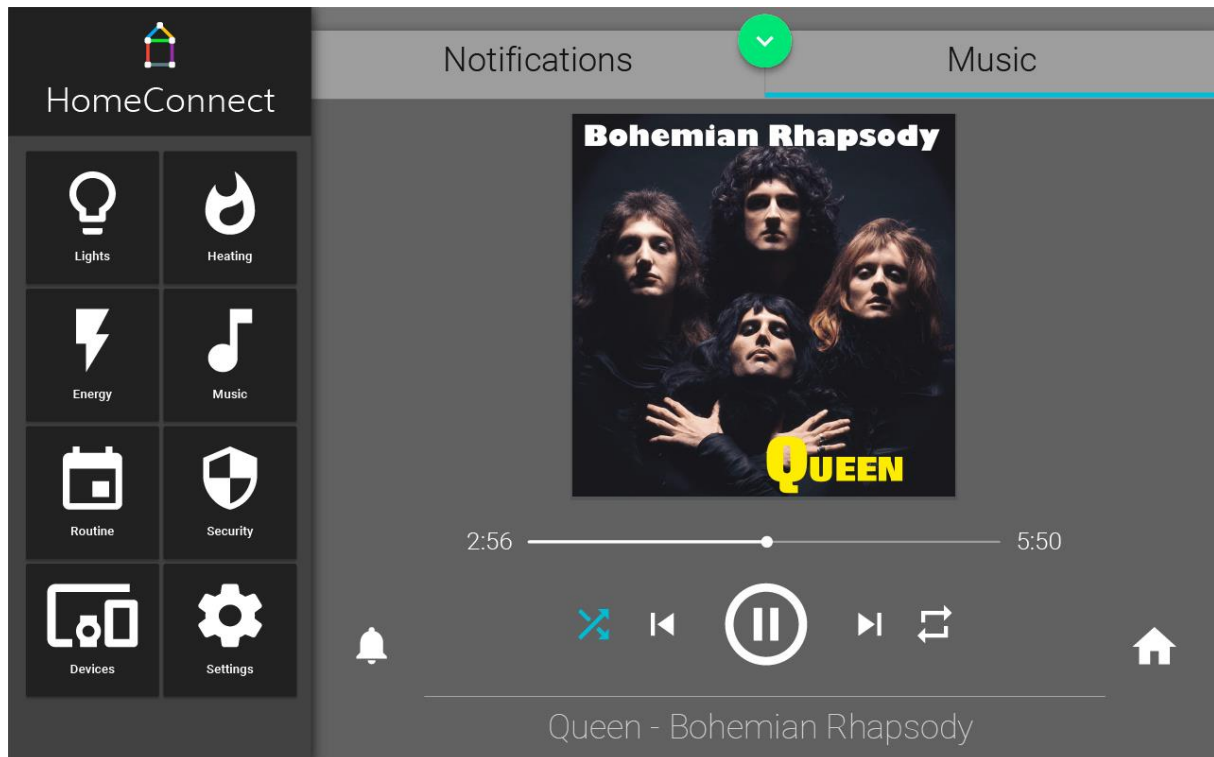 HomeConnect
Lights
Heating
Energy
Music
Routine
Security
Devices
Settings
Notifications
Music
Bohemian Rhapsody
QUEEN
2:56
5:50
Queen - Bohemian Rhapsody